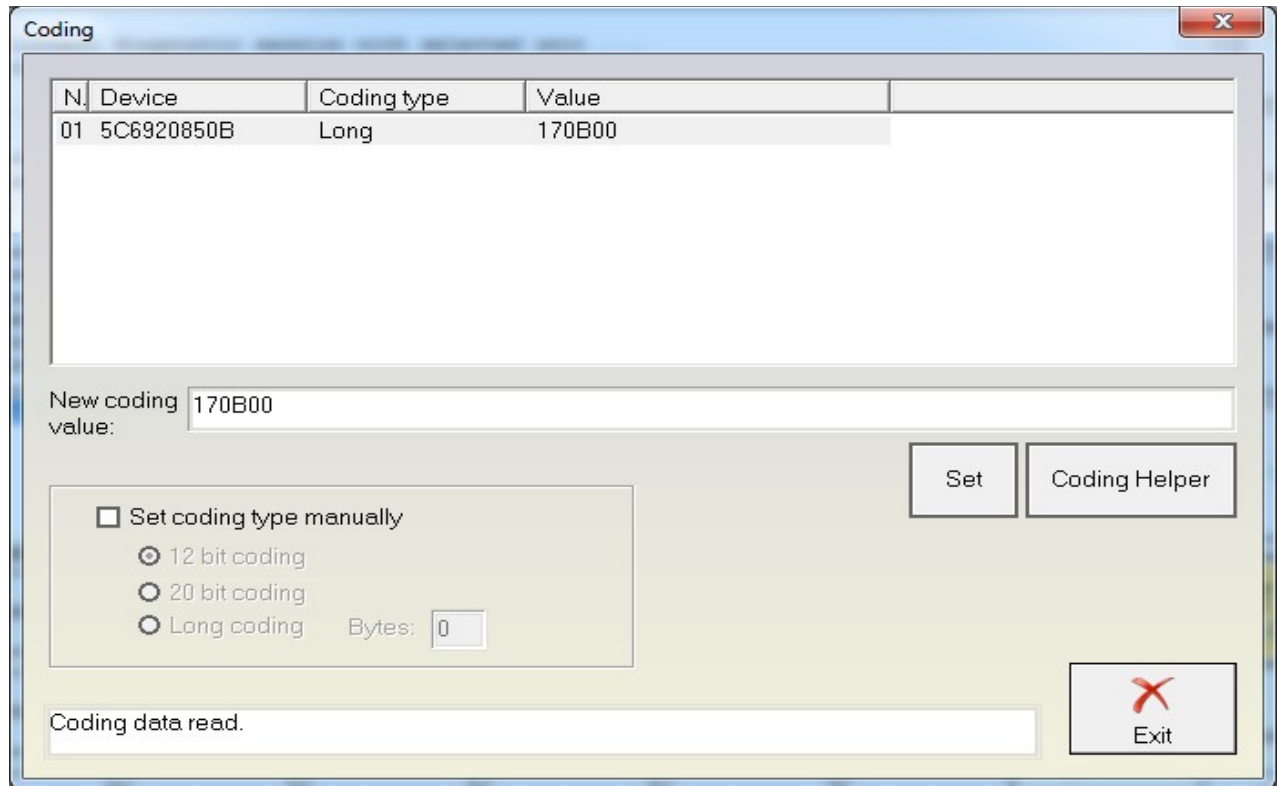 Coding
N. Device Coding type Value
01 5C6920850B Long 170B00
New coding value: 170B00
Set Coding Helper
Set coding type manually
12 bit coding
20 bit coding
Long coding Bytes: 0
Coding data read.
Exit